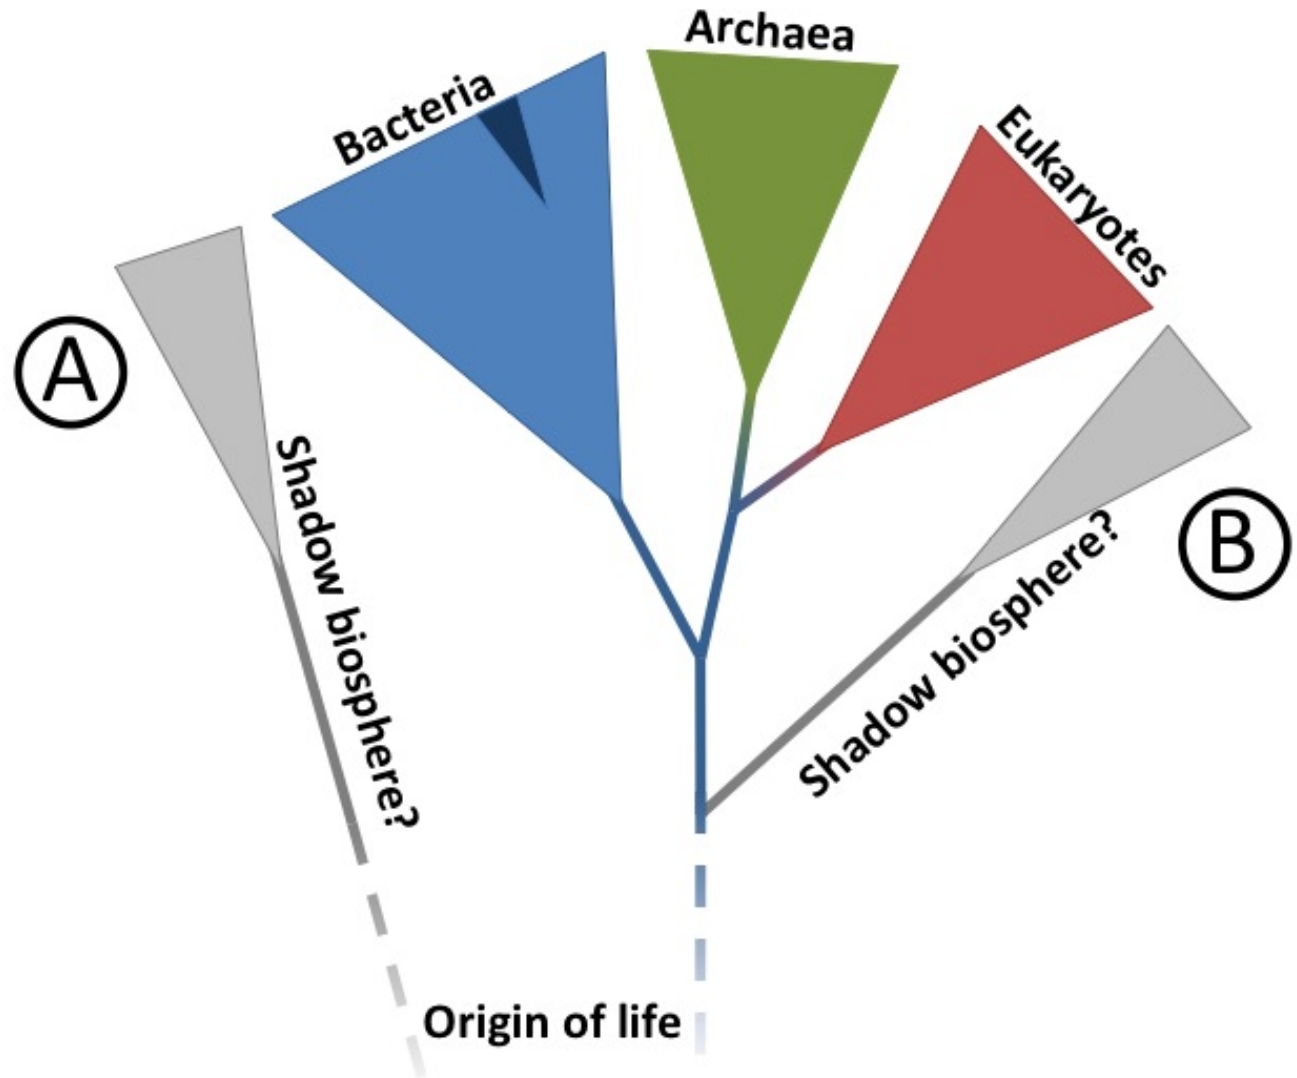 Archaea
Bacteria
Eukaryotes
A
Shadow biosphere?
B
Shadow biosphere?
Origin of life